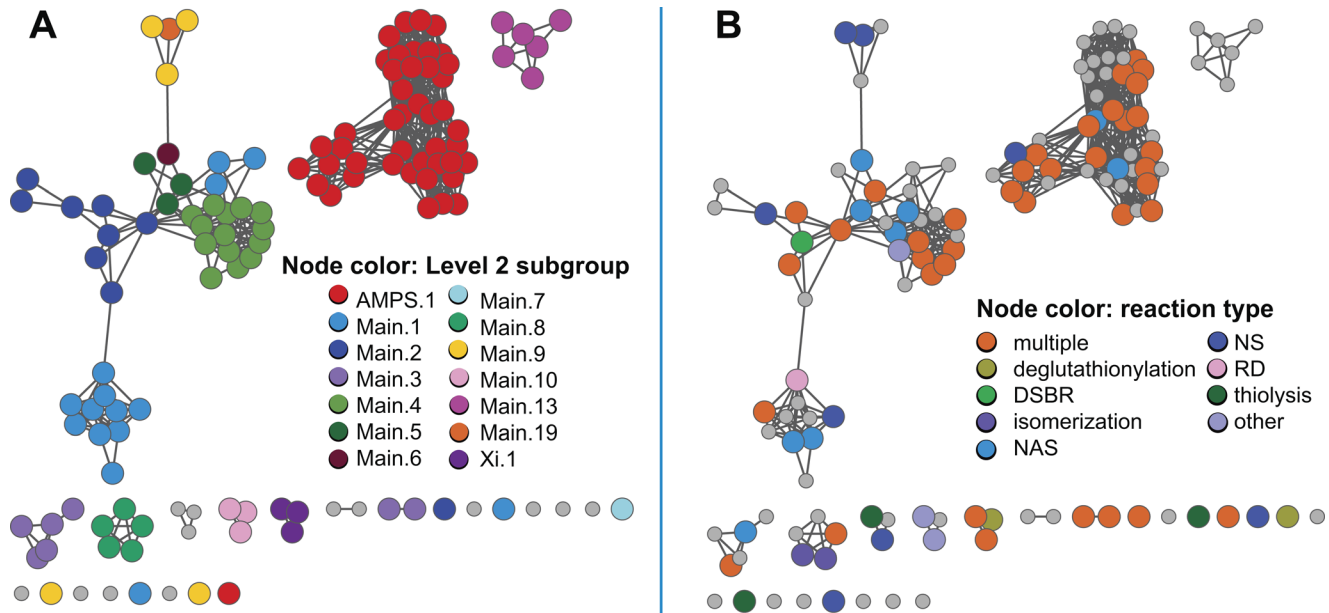 A
Node color: Level 2 subgroup
AMPS.1
Main.1
Main.2
Main.3
Main.4
Main.5
Main.6
Main.7
Main.8
Main.9
Main.10
Main.13
Main.19
Xi.1
B
Node color: reaction type
multiple
deglutathionylation
DSBR
isomerization
NAS
NS
RD
thiolysis
other